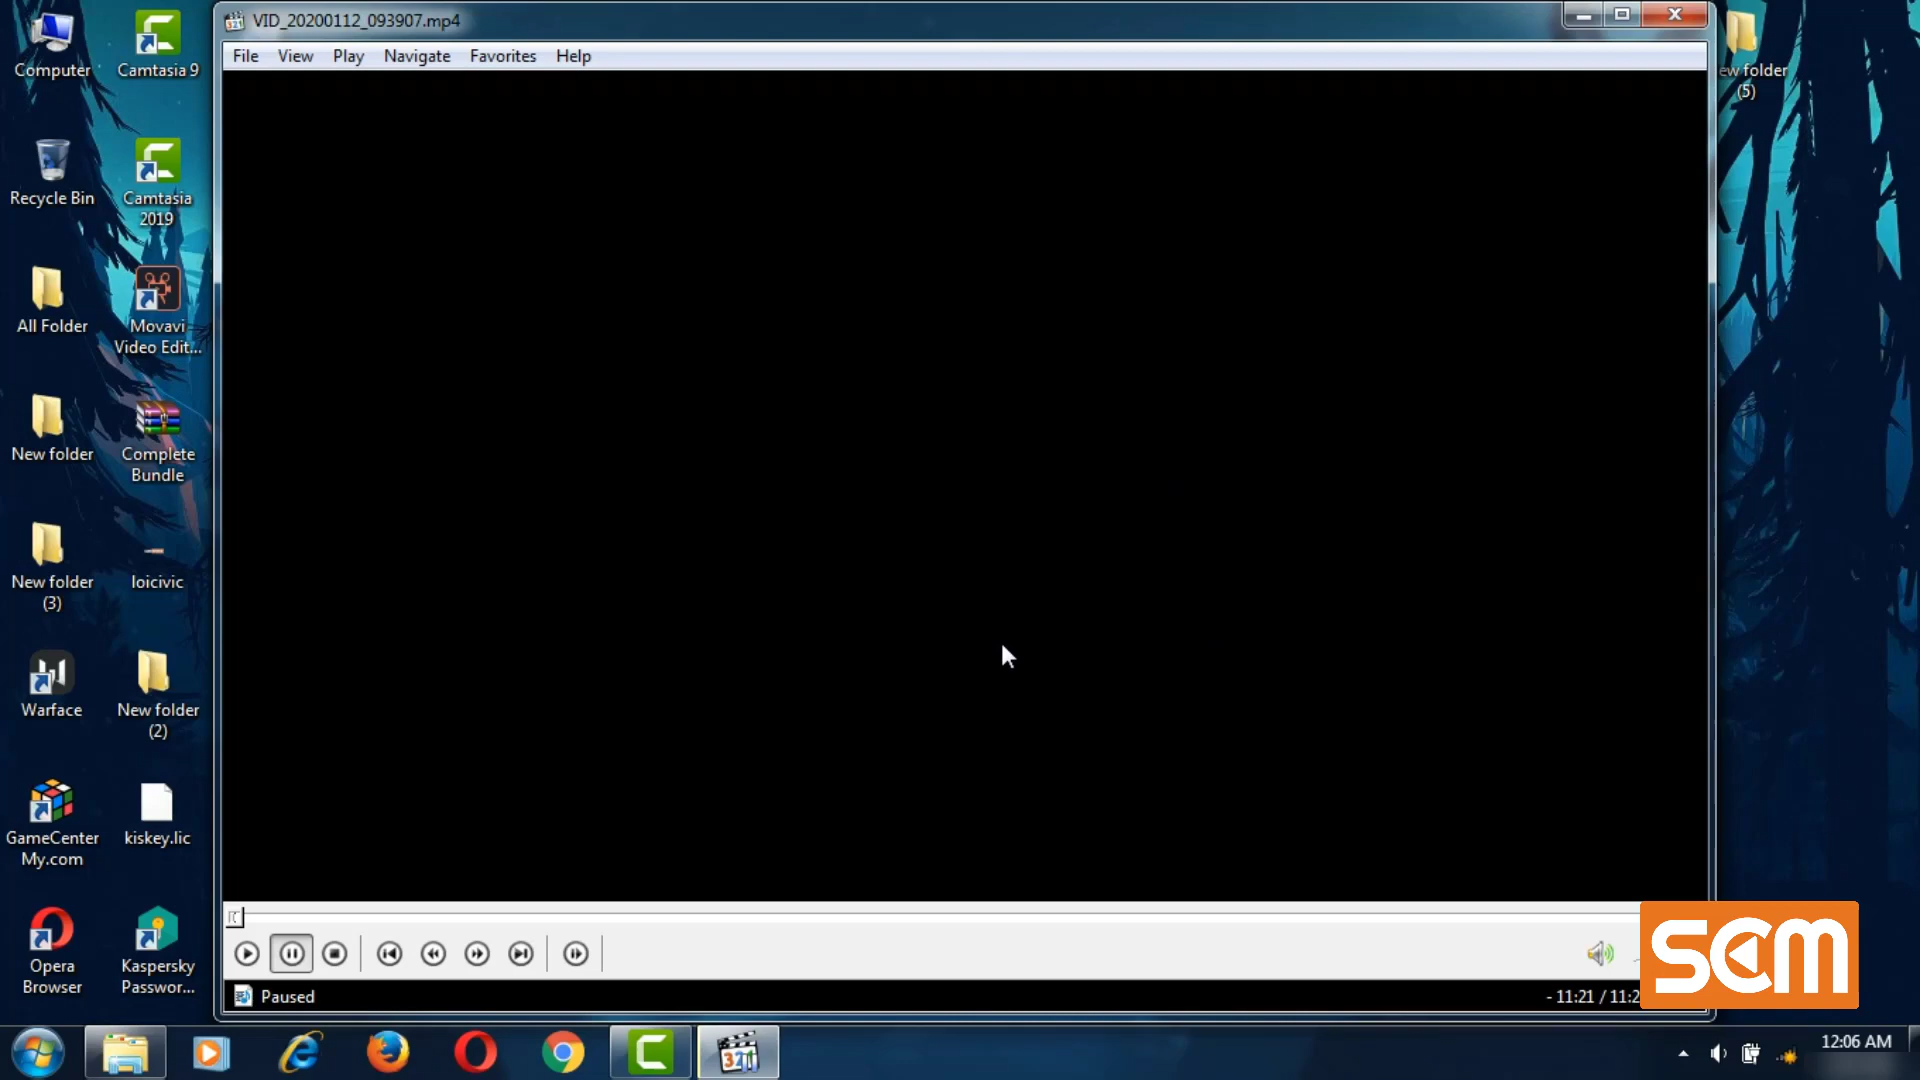 VID_20200112_093907.mp4
File View Play Navigate Favorites Help
Computer
Camtasia 9
Recycle Bin
Camtasia
2019
All Folder
Movavi
Video Edit...
New folder
Complete
Bundle
New folder
(3)
loicivic
Warface
New folder
(2)
GameCenter
My.com
kiskey.lic
Opera
Browser
Kaspersky
Passwor...
ew folder
(5)
Paused
- 11:21 / 11:2
SCM
321
12:06 AM